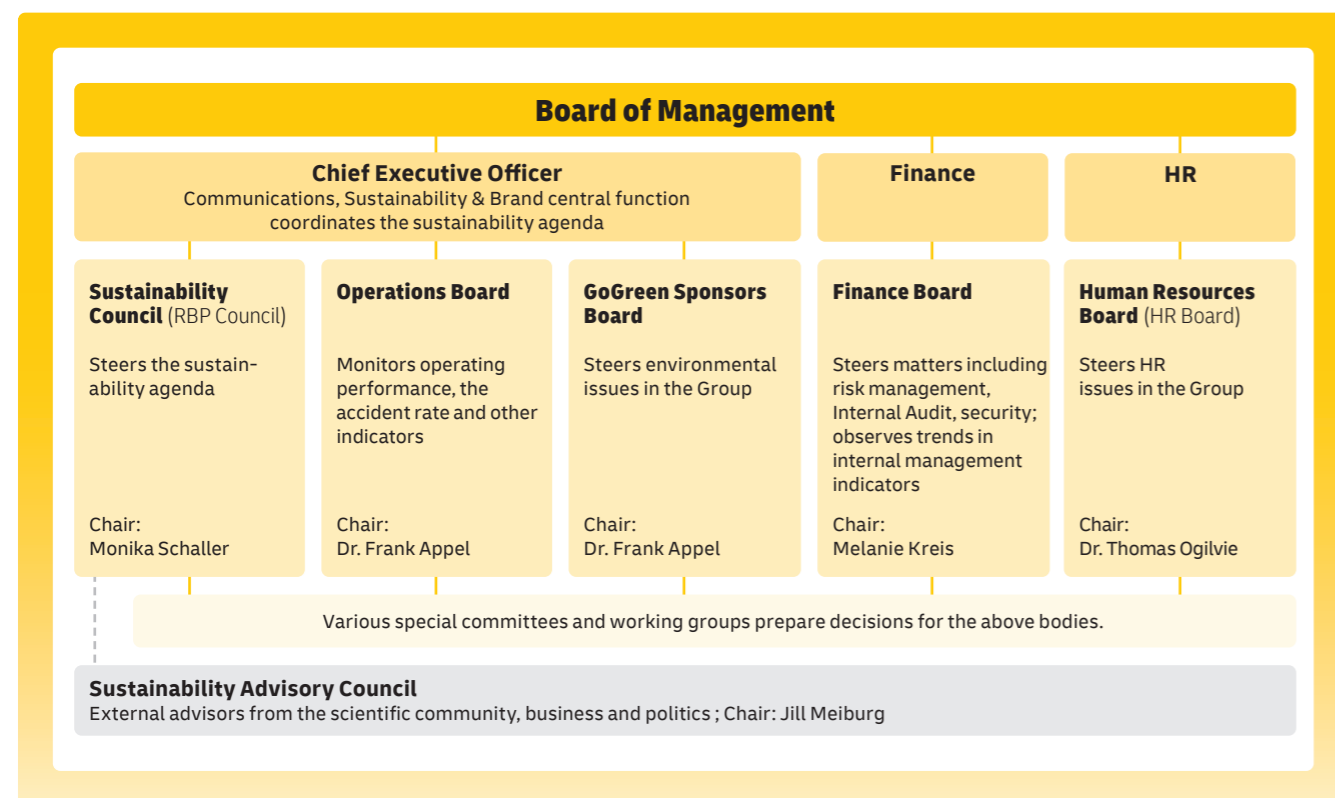 Board of Management
Chief Executive Officer
Communications, Sustainability & Brand central function
coordinates the sustainability agenda
Finance
HR
Sustainability
Council (RBP Council)
Steers the sustain-
ability agenda
Chair:
Monika Schaller
Operations Board
Monitors operating
performance, the
accident rate and other
indicators
Chair:
Dr. Frank Appel
GoGreen Sponsors
Board
Steers environmental
issues in the Group
Chair:
Dr. Frank Appel
Finance Board
Steers matters including
risk management,
Internal Audit, security;
observes trends in
internal management
indicators
Chair:
Melanie Kreis
Human Resources
Board (HR Board)
Steers HR
issues in the Group
Chair:
Dr. Thomas Ogilvie
Various special committees and working groups prepare decisions for the above bodies.
Sustainability Advisory Council
External advisors from the scientific community, business and politics ; Chair: Jill Meiburg